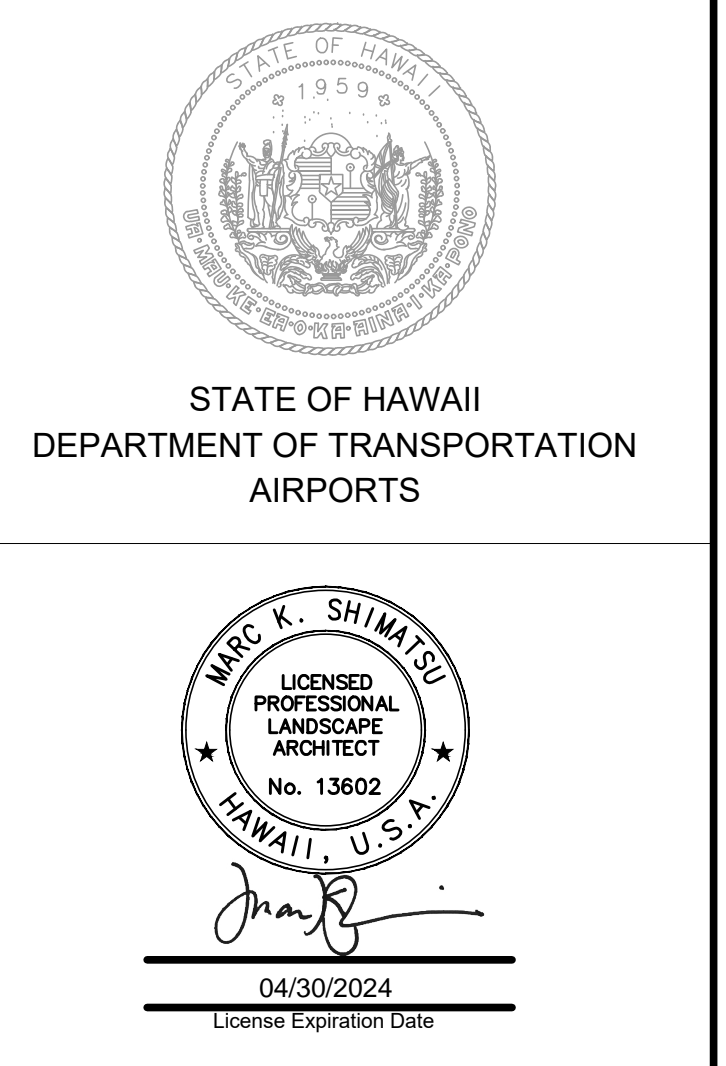 STATE OF HAWAII
1959
UA·MAU·KE·EA·O·KA·AINA·I·KA·PONO
STATE OF HAWAII
DEPARTMENT OF TRANSPORTATION
AIRPORTS
MARC K. SHIMATSU
LICENSED
PROFESSIONAL
LANDSCAPE
ARCHITECT
No. 13602
HAWAII, U.S.A.
04/30/2024
License Expiration Date